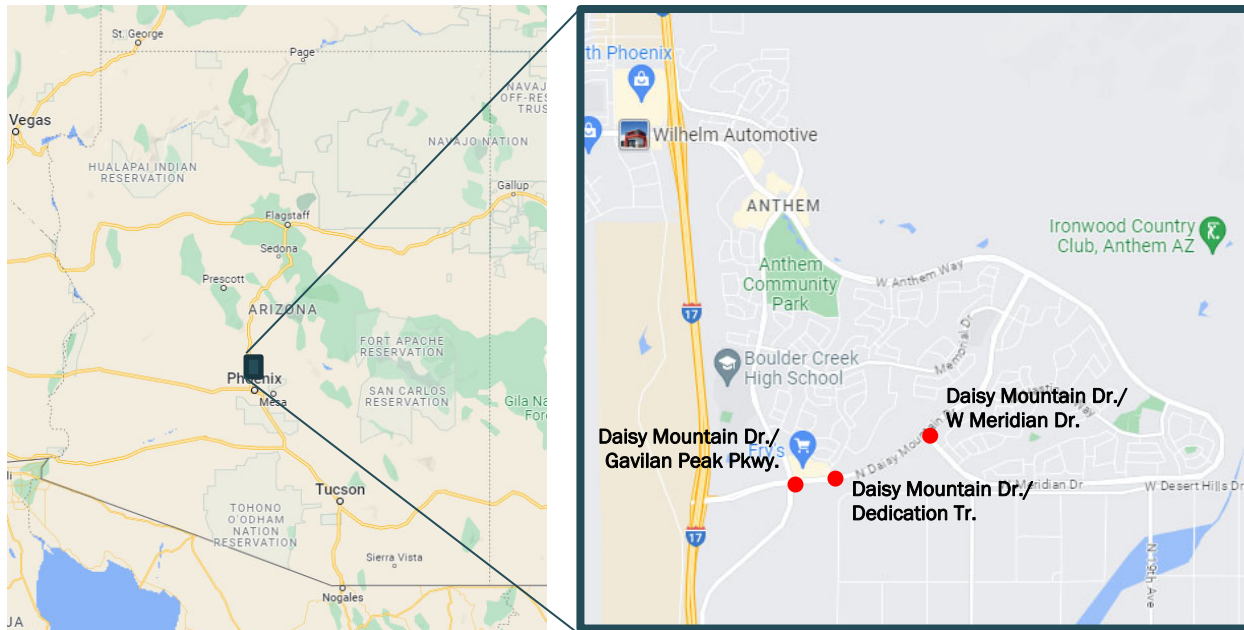 St. George
Page
Vegas
NAVAJ
OFF-RES
TRUS
NAVAJO NATION
HUALAPAI INDIAN
RESERVATION
Gallup
Flagstaff
Sedona
Prescott
ARIZONA
FORT APACHE
RESERVATION
Phoenix
Mesa
SAN CARLOS
RESERVATION
Gila Na
Fore
Tucson
TOHONO
O'ODHAM
NATION
RESERVATION
Sierra Vista
Nogales
JA
th Phoenix
Wilhelm Automotive
ANTHEM
Ironwood Country
Club, Anthem AZ
W Anthem Way
Anthem
Community
Park
17
Boulder Creek
High School
Memorial Dr
Daisy Mountain Dr./
W Meridian Dr.
Daisy Mountain Dr./
Gavilan Peak Pkwy.
Fry's
N Daisy Mountain Dr
Meridian Dr
W Desert Hills Dr
Daisy Mountain Dr./
Dedication Tr.
17
N 19th Ave